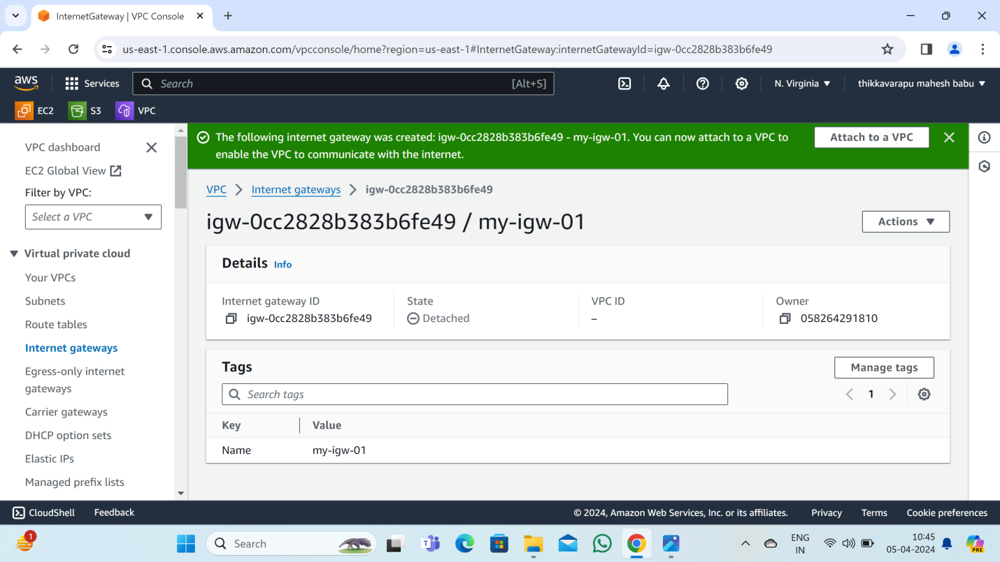 InternetGateway | VPC Console
us-east-1.console.aws.amazon.com/vpcconsole/home?region=us-east-1#InternetGateway:internetGatewayId=igw-0cc2828b383b6fe49
aws Services Search [Alt+S] N. Virginia thikkavarapu mahesh babu
EC2 S3 VPC
The following internet gateway was created: igw-0cc2828b383b6fe49 - my-igw-01. You can now attach to a VPC to
enable the VPC to communicate with the internet.
Attach to a VPC
VPC dashboard
EC2 Global View
Filter by VPC:
Select a VPC
Virtual private cloud
Your VPCs
Subnets
Route tables
Internet gateways
Egress-only internet
gateways
Carrier gateways
DHCP option sets
Elastic IPs
Managed prefix lists
VPC Internet gateways igw-0cc2828b383b6fe49
igw-0cc2828b383b6fe49 / my-igw-01
Actions
Details Info
Internet gateway ID State VPC ID Owner
igw-0cc2828b383b6fe49 Detached – 058264291810
Tags
Manage tags
Search tags
1
Key Value
Name my-igw-01
CloudShell Feedback © 2024, Amazon Web Services, Inc. or its affiliates. Privacy Terms Cookie preferences
1
Search
ENG
IN
10:45
05-04-2024
PRE